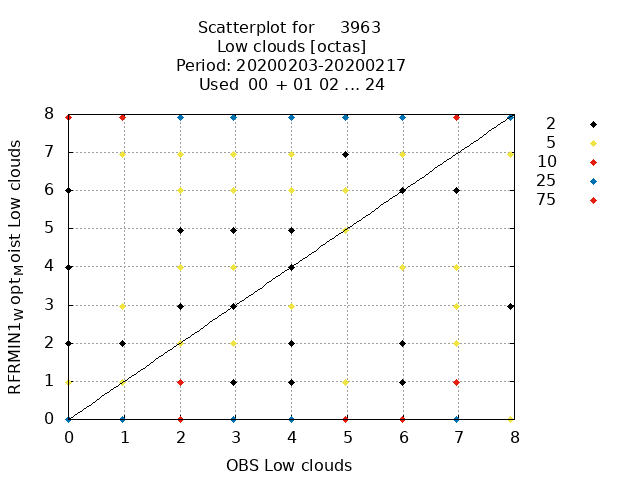 Scatterplot for 3963
Low clouds [octas]
Period: 20200203-20200217
Used 00 + 01 02 ... 24
8
7
6
5
4
3
2
1
0
0 1 2 3 4 5 6 7 8
RFRMIN1WoptMoist Low clouds
OBS Low clouds
2
5
10
25
75